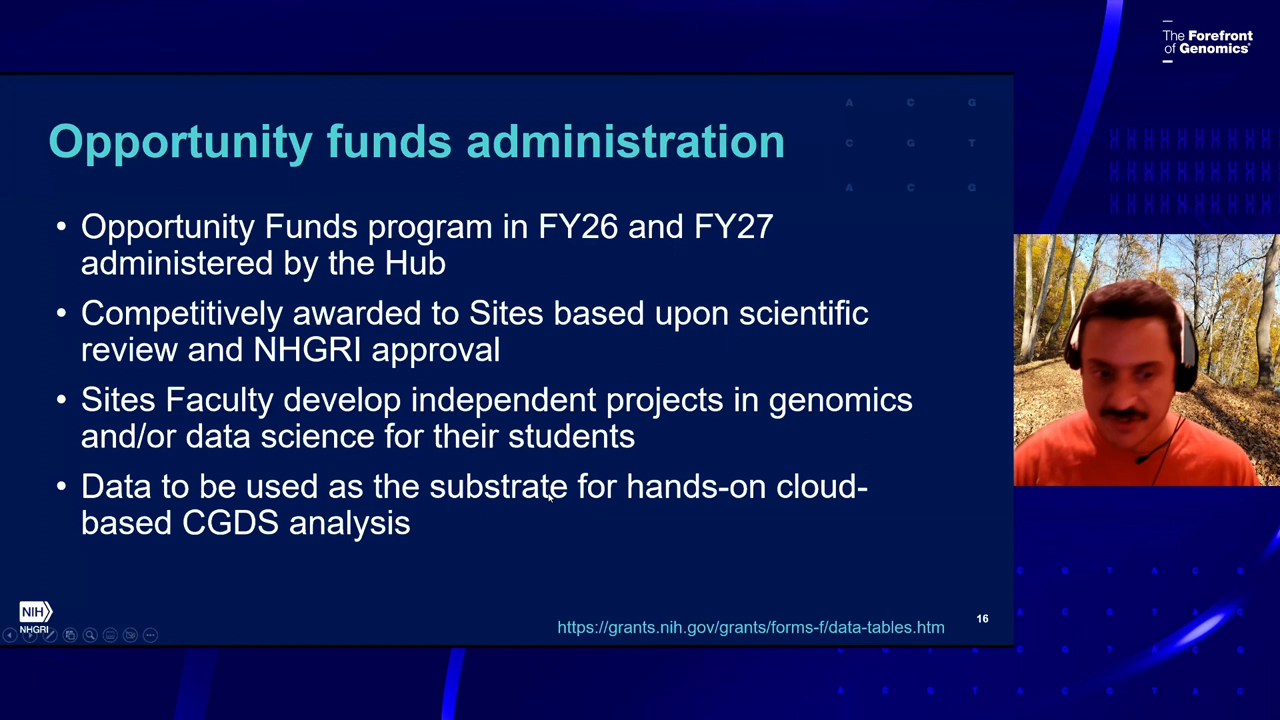 The Forefront
of Genomics®
A C G
Opportunity funds administration
C G T
A C G
• Opportunity Funds program in FY26 and FY27
administered by the Hub
• Competitively awarded to Sites based upon scientific
review and NHGRI approval
• Sites Faculty develop independent projects in genomics
and/or data science for their students
• Data to be used as the substrate for hands-on cloud-
based CGDS analysis
NIH
NHGRI
https://grants.nih.gov/grants/forms-f/data-tables.htm
16